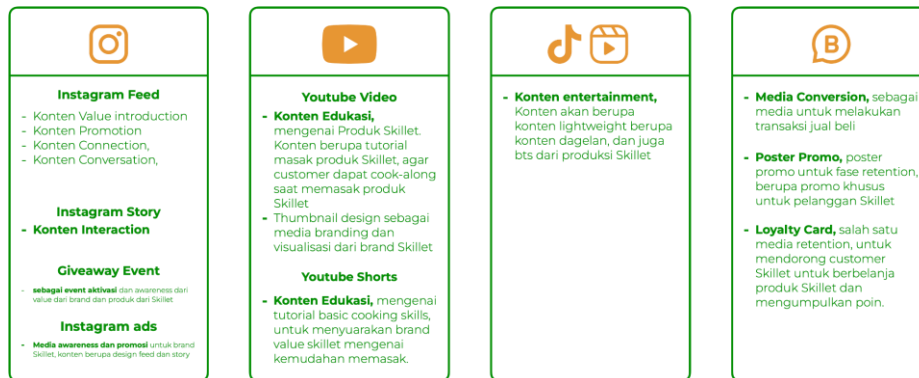 Instagram Feed
- Konten Value introduction
- Konten Promotion
- Konten Connection,
- Konten Conversation,
Instagram Story
- Konten Interaction
Giveaway Event
- sebagai event aktivasi dan awareness dari
value dari brand dan produk dari Skillet
Instagram ads
- Media awareness dan promosi untuk brand
Skillet, konten berupa design feed dan story
Youtube Video
- Konten Edukasi,
mengenai Produk Skillet.
Konten berupa tutorial
masak produk Skillet, agar
customer dapat cook-along
saat memasak produk
Skillet
- Thumbnail design sebagai
media branding dan
visualisasi dari brand Skillet
Youtube Shorts
- Konten Edukasi, mengenai
tutorial basic cooking skills,
untuk menyuarakan brand
value skillet mengenai
kemudahan memasak.
- Konten entertainment,
Konten akan berupa
konten lightweight berupa
konten dagelan, dan juga
bts dari produksi Skillet
B
- Media Conversion, sebagai
media untuk melakukan
transaksi jual beli
- Poster Promo, poster
promo untuk fase retention,
berupa promo khusus
untuk pelanggan Skillet
- Loyalty Card, salah satu
media retention, untuk
mendorong customer
Skillet untuk berbelanja
produk Skillet dan
mengumpulkan poin.